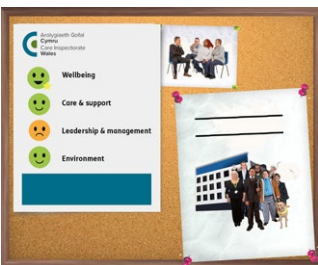 Arolygiaeth Gofal
Cymru
Care Inspectorate
Wales
Wellbeing
Care & support
Leadership & management
Environment